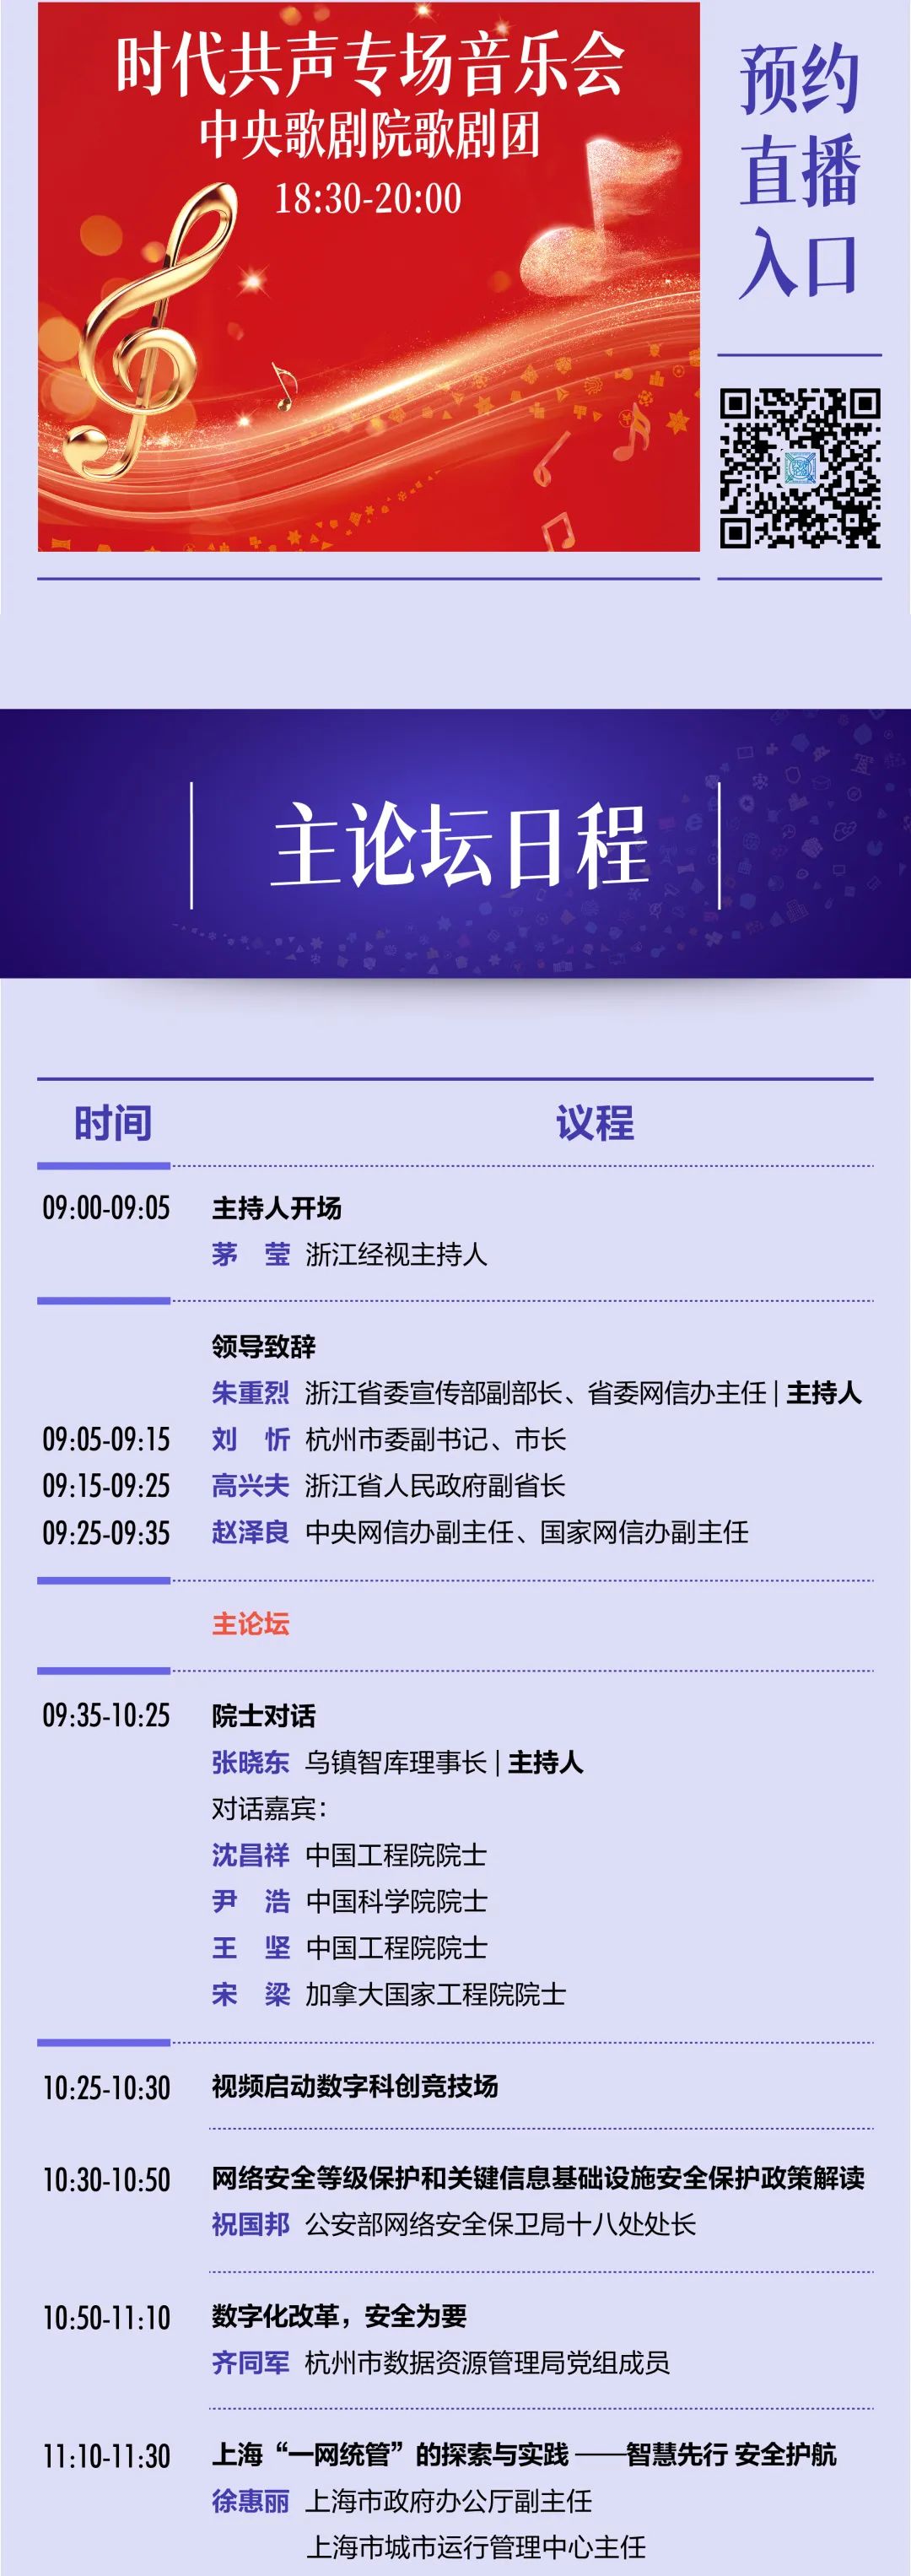 时代共声专场音乐会
中央歌剧院歌剧团
18:30-20:00
预约
直播
入口
主论坛日程
时间 议程
09:00-09:05 主持人开场
茅 莹 浙江经视主持人
领导致辞
朱重烈 浙江省委宣传部副部长、省委网信办主任 | 主持人
09:05-09:15 刘 忻 杭州市委副书记、市长
09:15-09:25 高兴夫 浙江省人民政府副省长
09:25-09:35 赵泽良 中央网信办副主任、国家网信办副主任
主论坛
09:35-10:25 院士对话
张晓东 乌镇智库理事长 | 主持人
对话嘉宾：
沈昌祥 中国工程院院士
尹 浩 中国科学院院士
王 坚 中国工程院院士
宋 梁 加拿大国家工程院院士
10:25-10:30 视频启动数字科创竞技场
10:30-10:50 网络安全等级保护和关键信息基础设施安全保护政策解读
祝国邦 公安部网络安全保卫局十八处处长
10:50-11:10 数字化改革，安全为要
齐同军 杭州市数据资源管理局党组成员
11:10-11:30 上海“一网统管”的探索与实践 ——智慧先行 安全护航
徐惠丽 上海市政府办公厅副主任
上海市城市运行管理中心主任